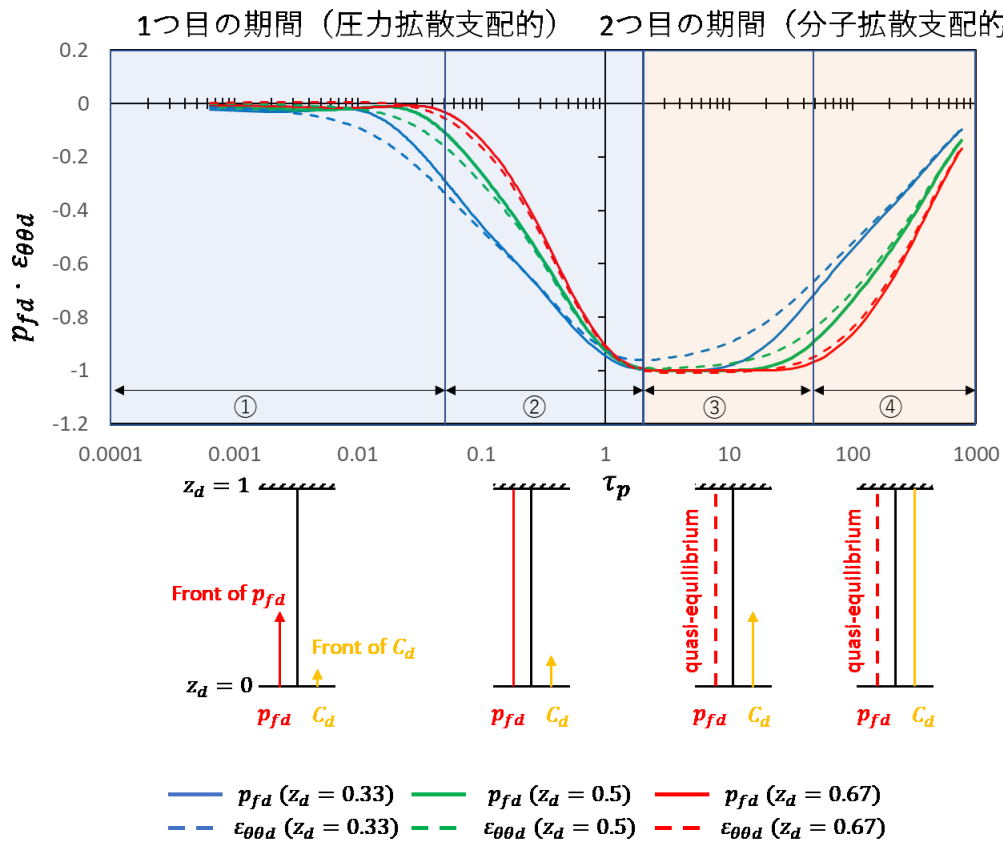 1つ目の期間（圧力拡散支配的） 2つ目の期間（分子拡散支配的
0.2
0
-0.2
-0.4
-0.6
-0.8
-1
-1.2
p_fd · ε_θθd
① ② ③ ④
0.0001 0.001 0.01 0.1 1 10 100 1000
τ_p
z_d = 1
quasi-equilibrium
quasi-equilibrium
Front of p_fd
Front of C_d
z_d = 0
p_fd C_d p_fd C_d p_fd C_d p_fd C_d
p_fd (z_d = 0.33) p_fd (z_d = 0.5) p_fd (z_d = 0.67)
ε_θθd (z_d = 0.33) ε_θθd (z_d = 0.5) ε_θθd (z_d = 0.67)